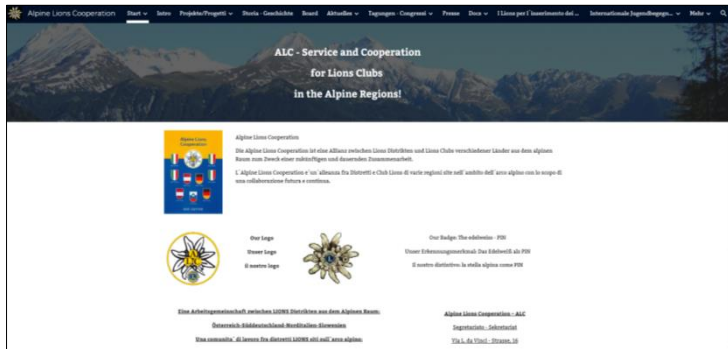 Alpine Lions Cooperation Start Intro Projekte/Progetti Storia - Geschichte Board Aktuelles Tagungen - Congressi Presse Docs I Lions per l´inserimento dei ... Internationale Jugendbegegn... Mehr
ALC - Service and Cooperation
for Lions Clubs
in the Alpine Regions!
Alpine Lions
Cooperation
Alpine Lions Cooperation
Die Alpine Lions Cooperation ist eine Allianz zwischen Lions Distrikten und Lions Clubs verschiedener Länder aus dem alpinen
Raum zum Zweck einer zukünftigen und dauernden Zusammenarbeit.
L´Alpine Lions Cooperation e´un´alleanza fra Distretti e Club Lions di varie regioni site nell´ambito dell´arco alpino con lo scopo di
una collaborazione futura e continua.
Our Logo
Unser Logo
il nostro logo
Our Badge: The edelweiss - PIN
Unser Erkennungsmerkmal: Das Edelweiß als PIN
il nostro distintivo: la stella alpina come PIN
Eine Arbeitsgemeinschaft zwischen LIONS Distrikten aus dem Alpinen Raum:
Österreich-Süddeutschland-Norditalien-Slowenien
Una comunita´ di lavoro fra distretti LIONS siti sull´arco alpino:
Alpine Lions Cooperation - ALC
Segretariato - Sekretariat
Via L. da Vinci - Strasse, 16